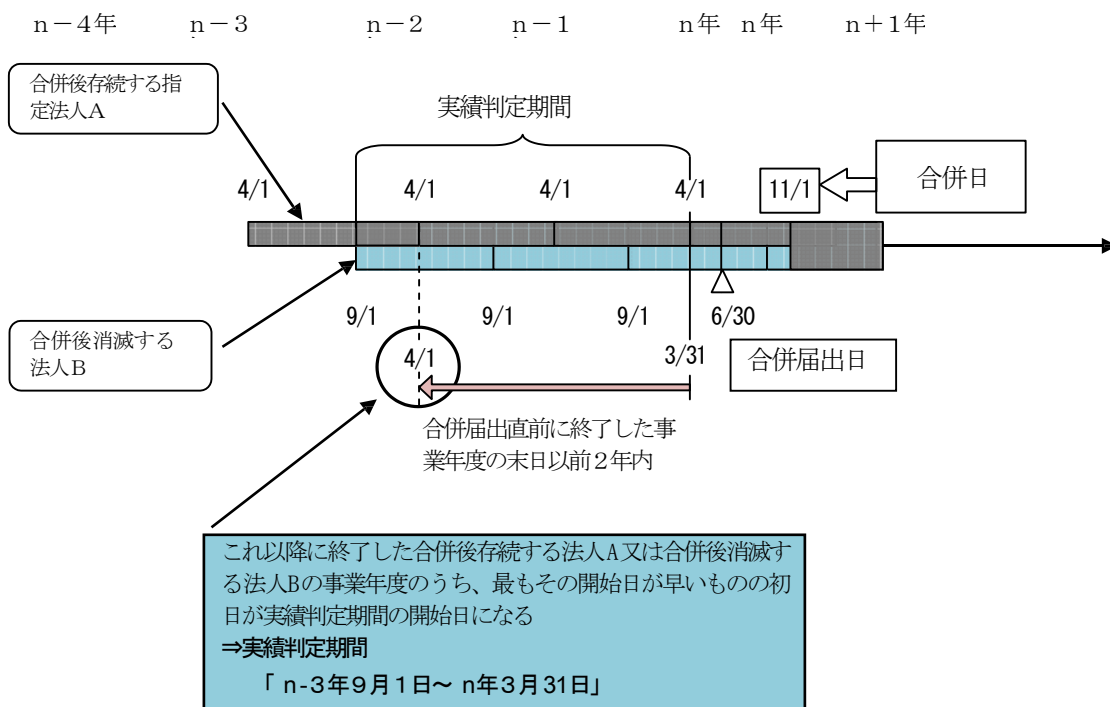 n－4年　n－3　n－2　n－1　n年　n年　n＋1年
合併後存続する指
定法人A
実績判定期間
4/1　4/1　4/1　4/1　11/1　合併日
合併後消滅する
法人B
9/1　9/1　9/1　6/30
4/1　3/31　合併届出日
合併届出直前に終了した事
業年度の末日以前２年内
これ以降に終了した合併後存続する法人A又は合併後消滅す
る法人Bの事業年度のうち、最もその開始日が早いものの初
日が実績判定期間の開始日になる
⇒実績判定期間
「 n-3年９月１日～ n年３月31日」